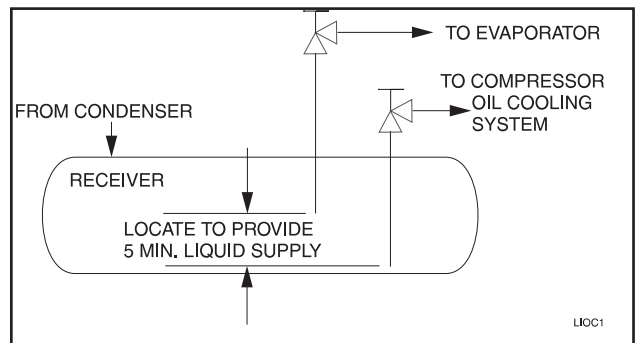 TO EVAPORATOR
TO COMPRESSOR
OIL COOLING
SYSTEM
FROM CONDENSER
RECEIVER
LOCATE TO PROVIDE
5 MIN. LIQUID SUPPLY
LIOC1